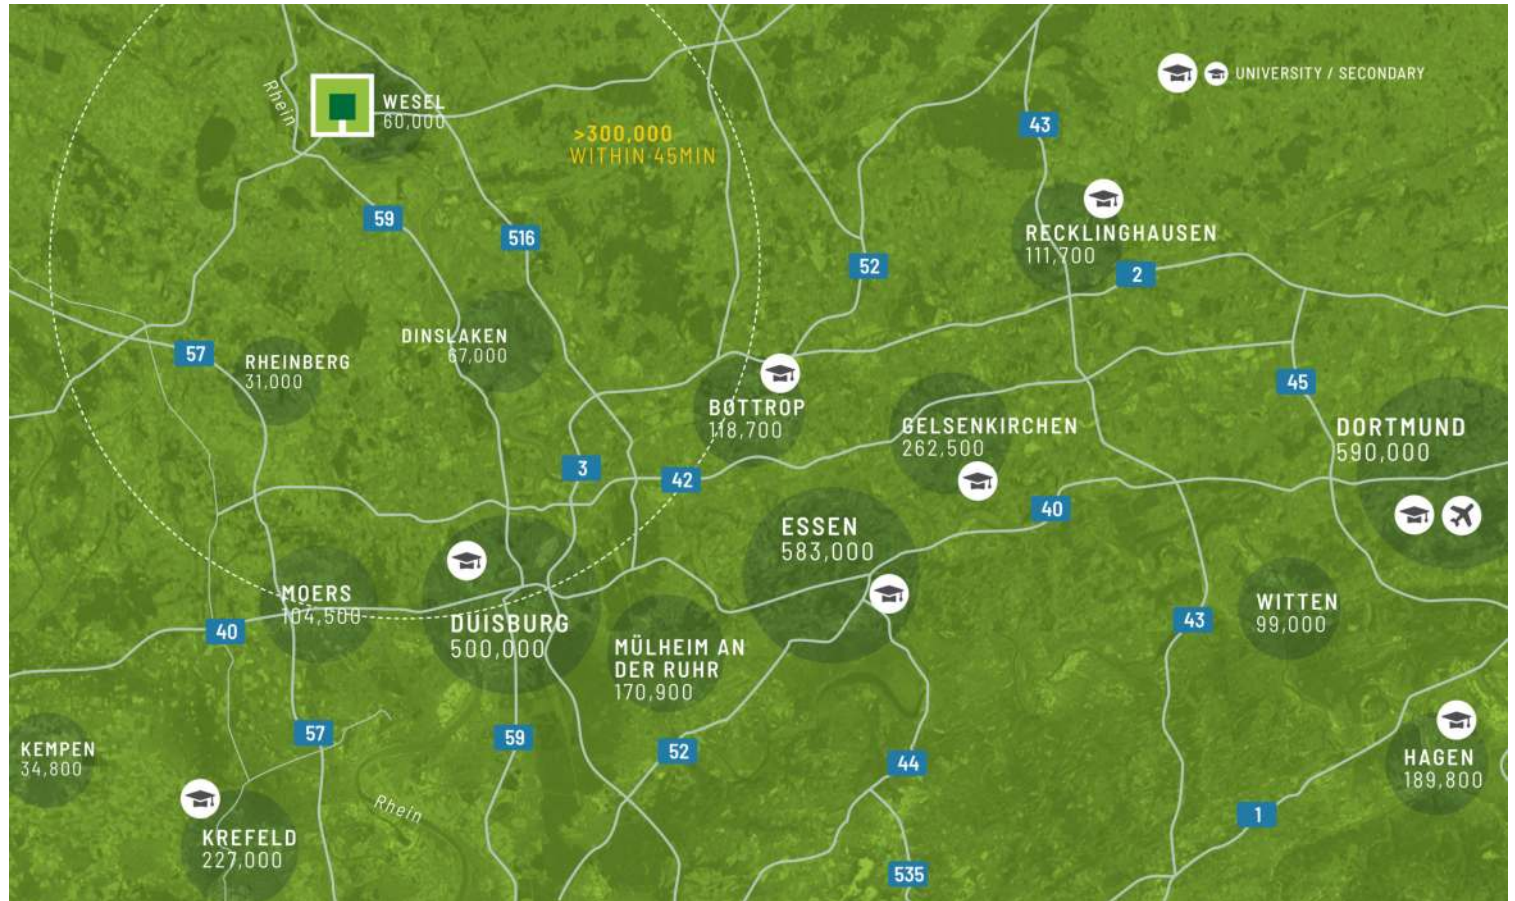 UNIVERSITY / SECONDARY
Rhein
WESEL
60,000
>300,000
WITHIN 45MIN
43
59
516
52
RECKLINGHAUSEN
111,700
2
57
RHEINBERG
31,000
DINSLAKEN
67,000
BOTTROP
118,700
45
GELSENKIRCHEN
262,500
DORTMUND
590,000
3
42
40
ESSEN
583,000
MOERS
104,500
40
DUISBURG
500,000
MÜLHEIM AN
DER RUHR
170,900
43
WITTEN
99,000
57
59
52
44
KEMPEN
34,800
HAGEN
189,800
Rhein
1
KREFELD
227,000
535